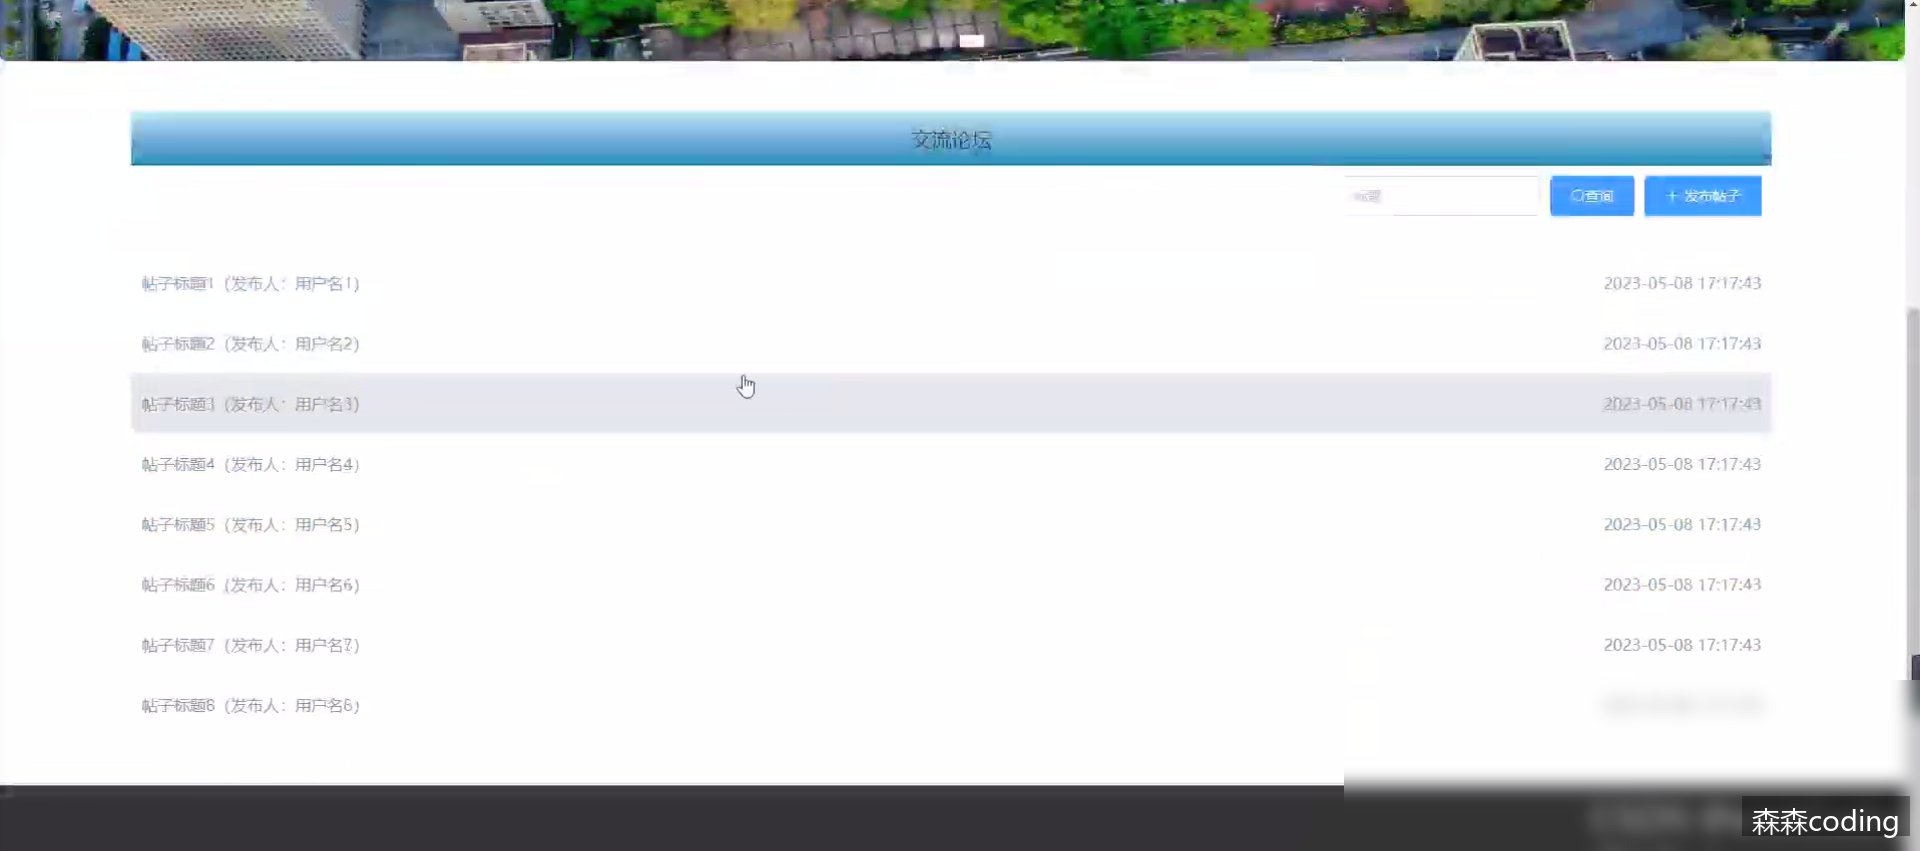 交流论坛
标题
查询
+ 发布帖子
帖子标题1（发布人：用户名1） 2023-05-08 17:17:43
帖子标题2（发布人：用户名2） 2023-05-08 17:17:43
帖子标题3（发布人：用户名3） 2023-05-08 17:17:43
帖子标题4（发布人：用户名4） 2023-05-08 17:17:43
帖子标题5（发布人：用户名5） 2023-05-08 17:17:43
帖子标题6（发布人：用户名6） 2023-05-08 17:17:43
帖子标题7（发布人：用户名7） 2023-05-08 17:17:43
帖子标题8（发布人：用户名8）
森森coding